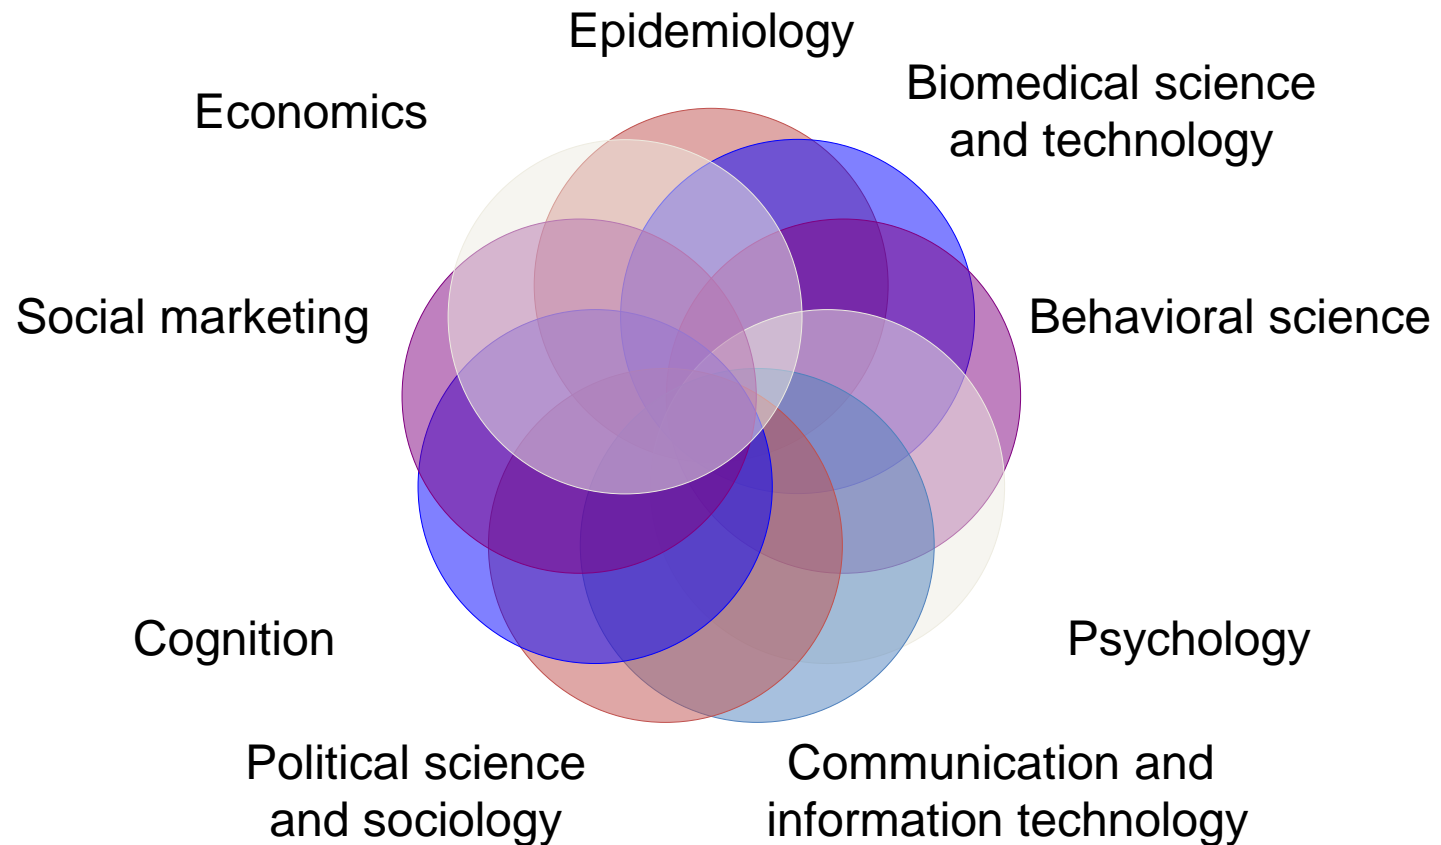 Epidemiology
Biomedical science
and technology
Economics
Social marketing
Behavioral science
Cognition
Psychology
Political science
and sociology
Communication and
information technology